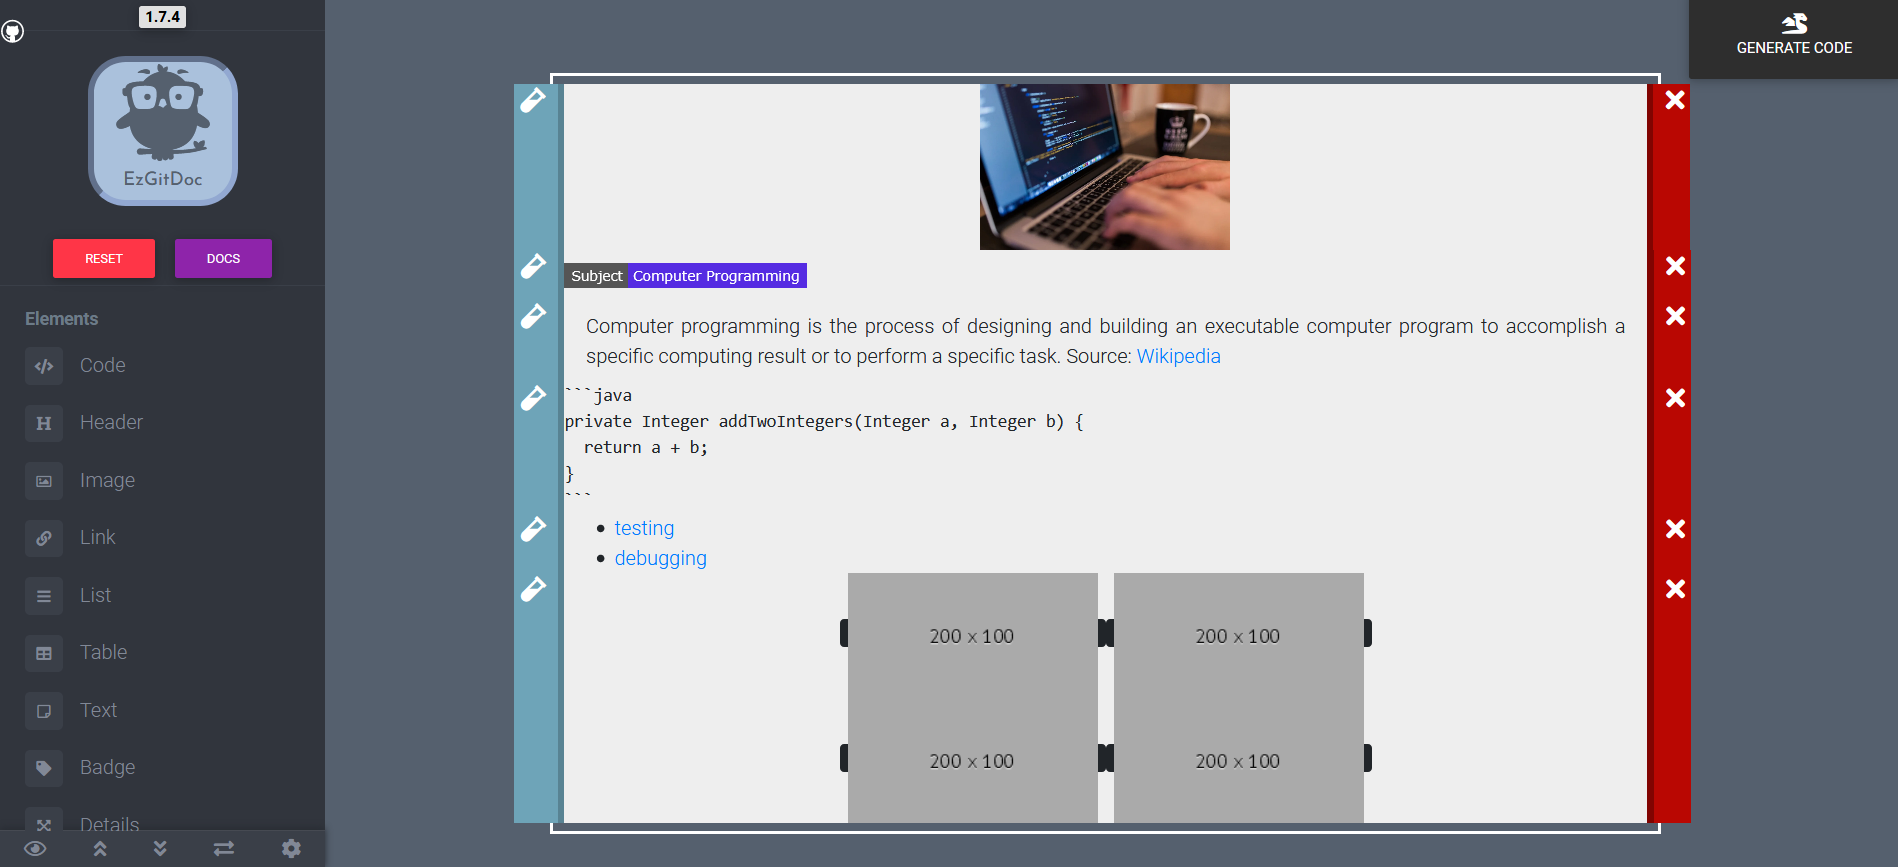 1.7.4
EzGitDoc
RESET
DOCS
Elements
Code
Header
Image
Link
List
Table
Text
Badge
Details
GENERATE CODE
Subject Computer Programming
Computer programming is the process of designing and building an executable computer program to accomplish a
specific computing result or to perform a specific task. Source: Wikipedia
```java
private Integer addTwoIntegers(Integer a, Integer b) {
  return a + b;
}
```
testing
debugging
200 x 100
200 x 100
200 x 100
200 x 100